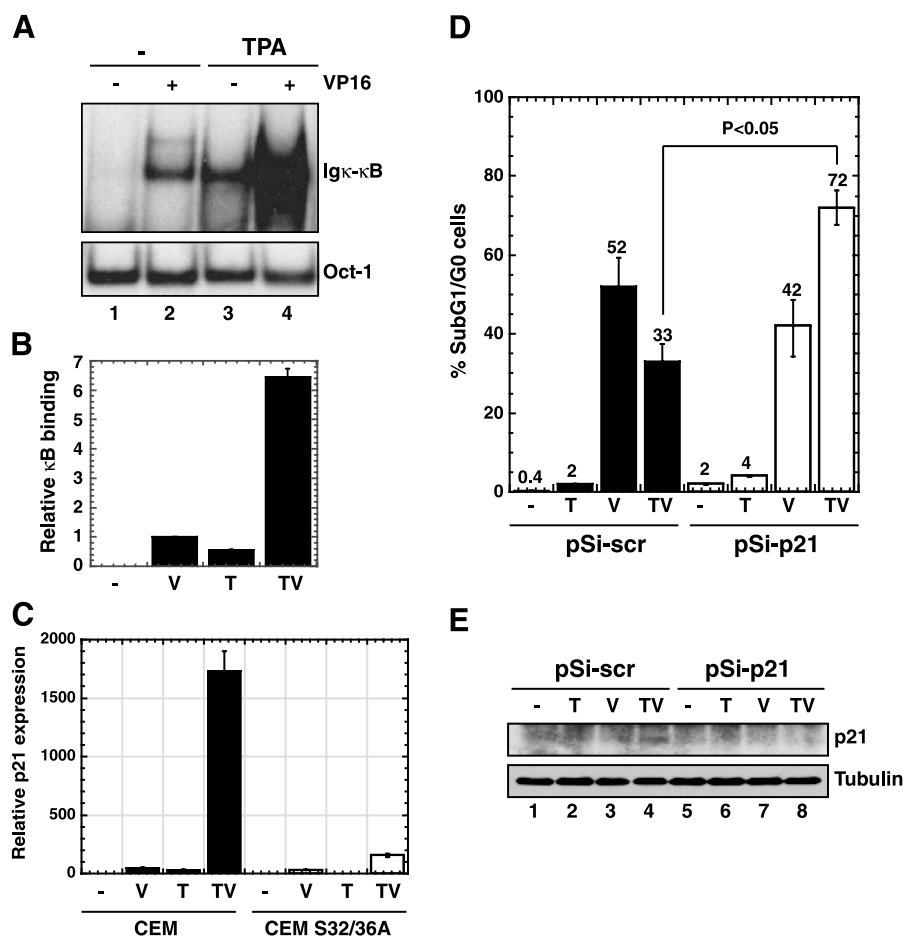 A
- TPA
- + - + VP16
Igκ-κB
Oct-1
1 2 3 4
B
Relative κB binding
7
6
5
4
3
2
1
0
- V T TV
C
Relative p21 expression
2000
1500
1000
500
0
- V T TV - V T TV
CEM CEM S32/36A
D
% SubG1/G0 cells
100
80
60
40
20
0
P<0.05
0.4 2 52 33 2 4 42 72
- T V TV - T V TV
pSi-scr pSi-p21
E
pSi-scr pSi-p21
- T V TV - T V TV
p21
Tubulin
1 2 3 4 5 6 7 8